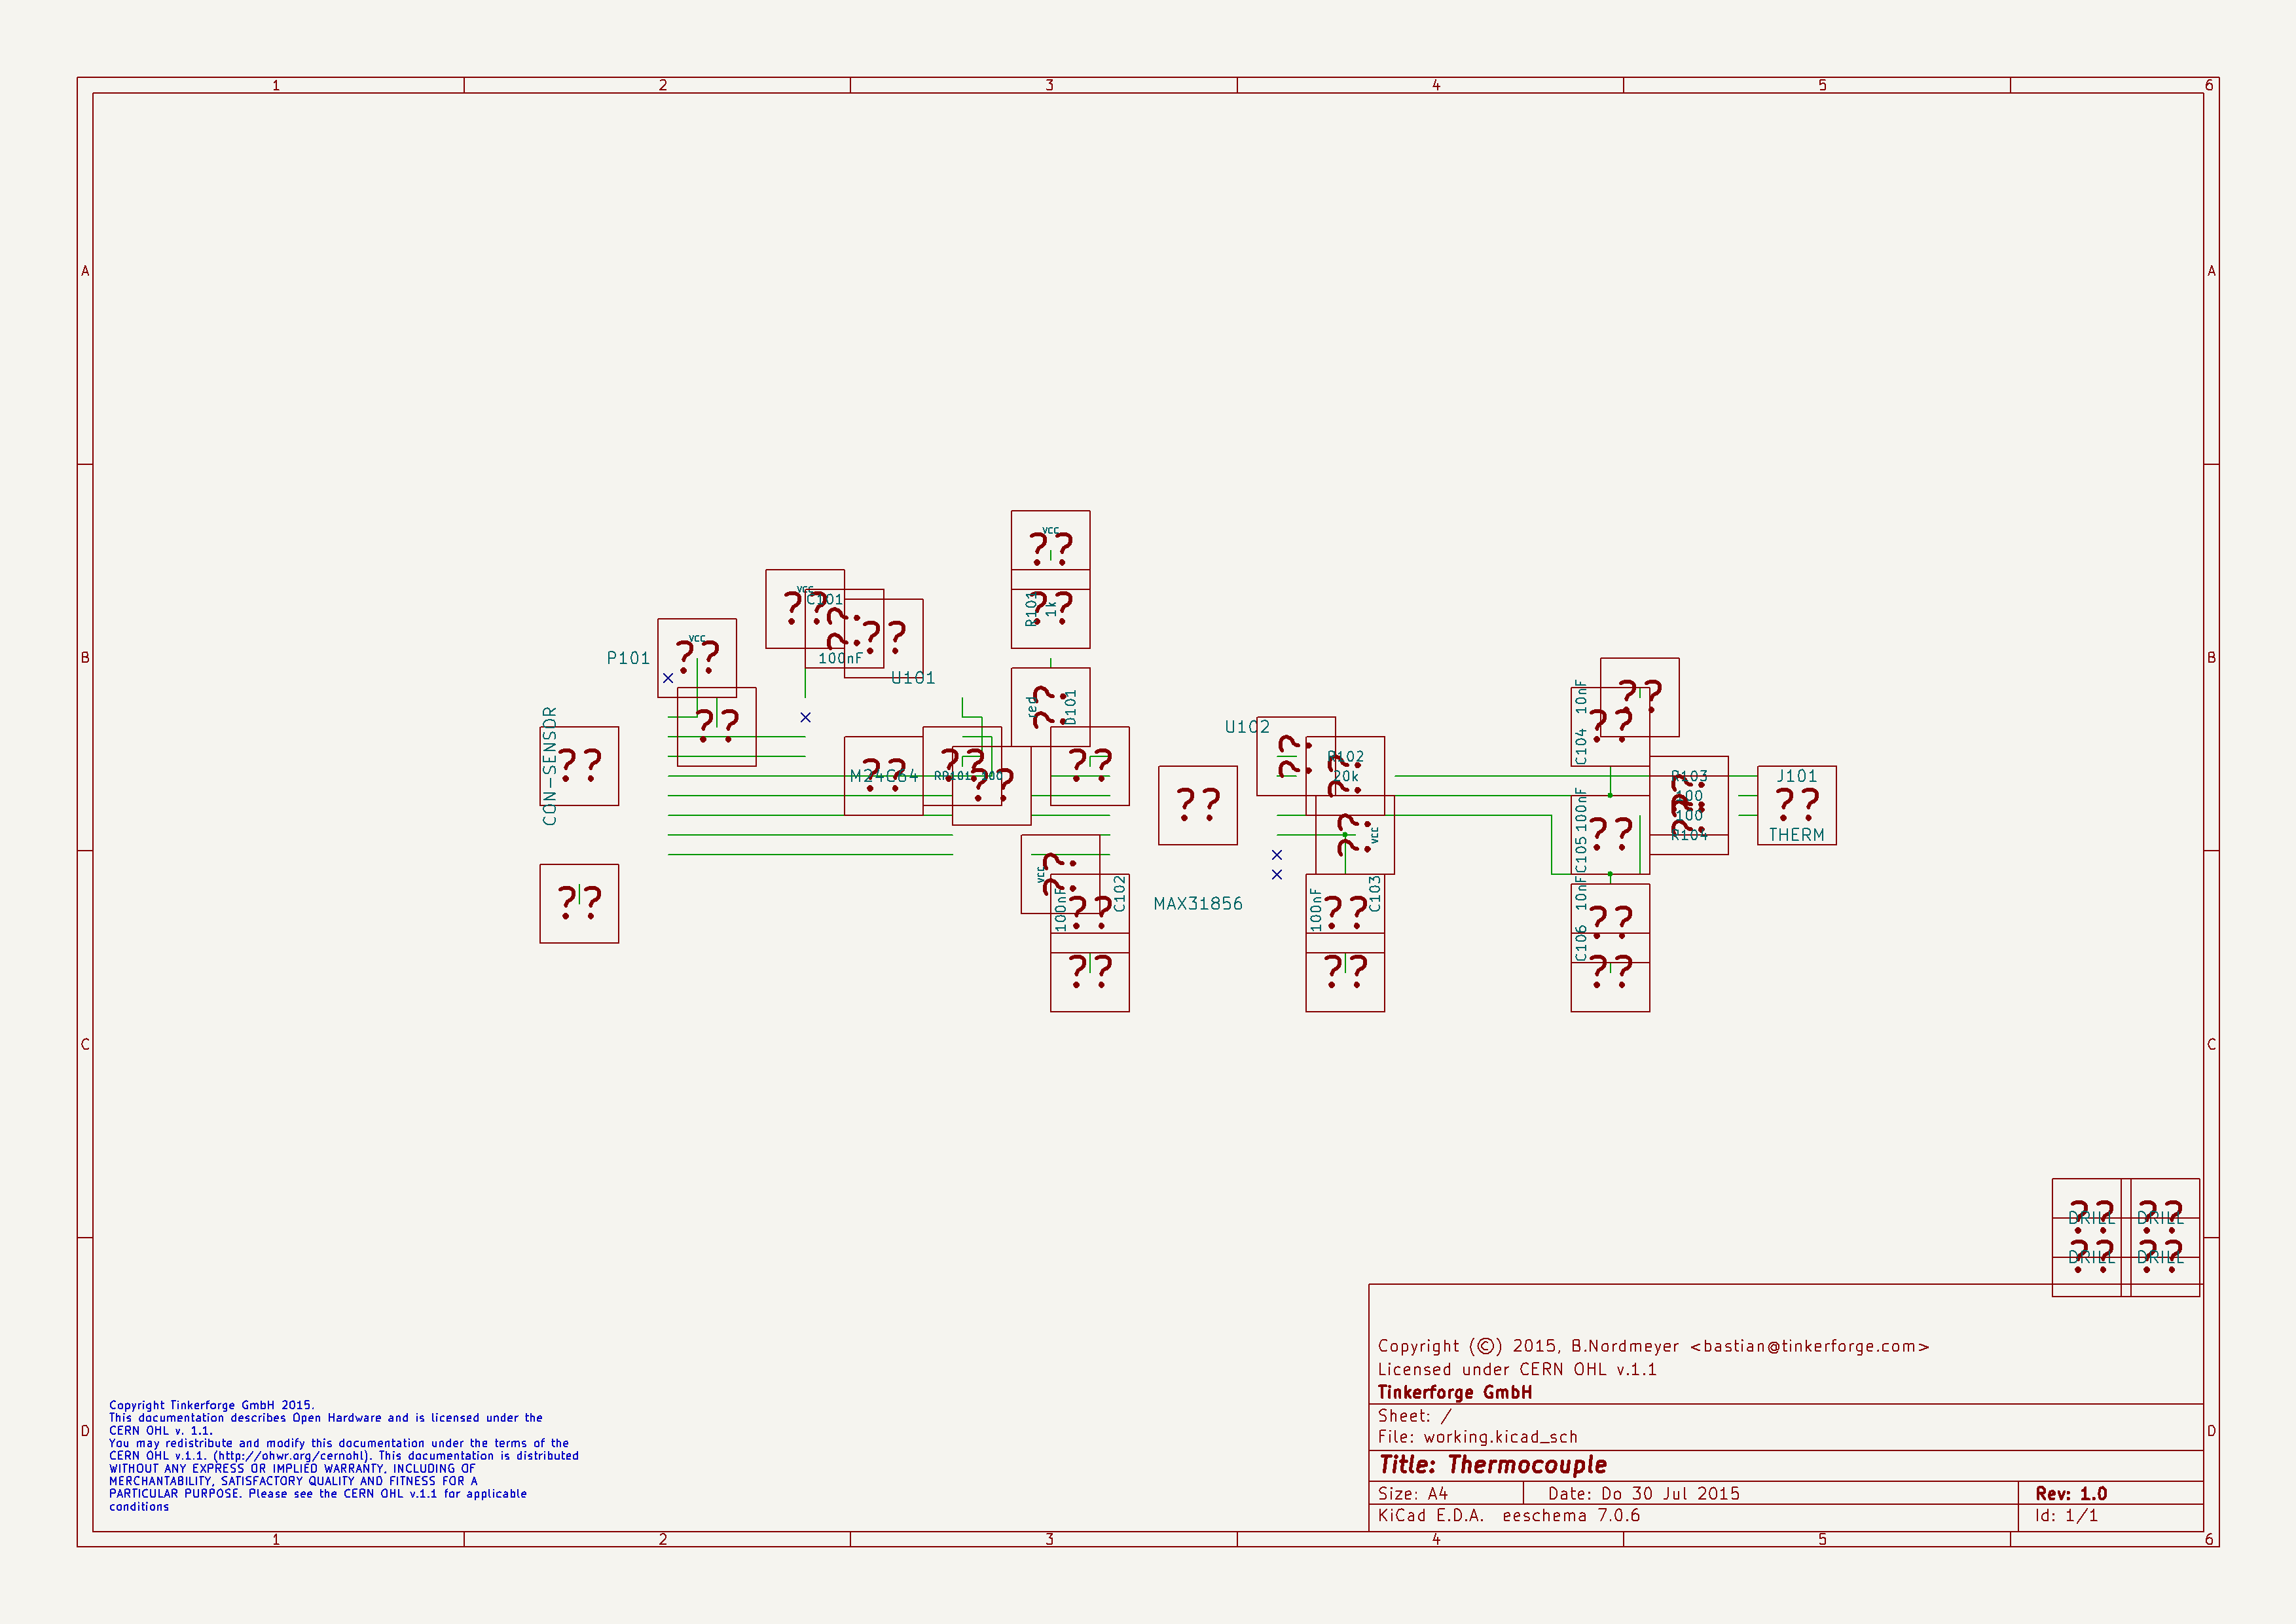 1 2 3 4 5 6
A A
VCC
VCC
C101
R101
1k
B B
VCC
P101
100nF
U101
red
D101
C104 10nF
U102
CON-SENSOR
M24C64
RP101
R102
20k
R103
100
100
R104
J101
THERM
VCC
C105 100nF
VCC
100nF
C102
MAX31856
100nF
C103
C106 10nF
C C
?? ?? ?? ?? ?? ?? ?? ?? ?? ?? ?? ?? ?? ?? ?? ?? ?? ?? ?? ?? ?? ?? ?? ?? ?? ?? ??
DRILL DRILL
DRILL DRILL
Copyright (©) 2015, B.Nordmeyer <bastian@tinkerforge.com>
Licensed under CERN OHL v.1.1
Tinkerforge GmbH
Sheet: /
File: working.kicad_sch
Title: Thermocouple
Size: A4 Date: Do 30 Jul 2015 Rev: 1.0
KiCad E.D.A. eeschema 7.0.6 Id: 1/1
D D
Copyright Tinkerforge GmbH 2015.
This documentation describes Open Hardware and is licensed under the
CERN OHL v. 1.1.
You may redistribute and modify this documentation under the terms of the
CERN OHL v.1.1. (http://ohwr.org/cernohl). This documentation is distributed
WITHOUT ANY EXPRESS OR IMPLIED WARRANTY, INCLUDING OF
MERCHANTABILITY, SATISFACTORY QUALITY AND FITNESS FOR A
PARTICULAR PURPOSE. Please see the CERN OHL v.1.1 for applicable
conditions
1 2 3 4 5 6